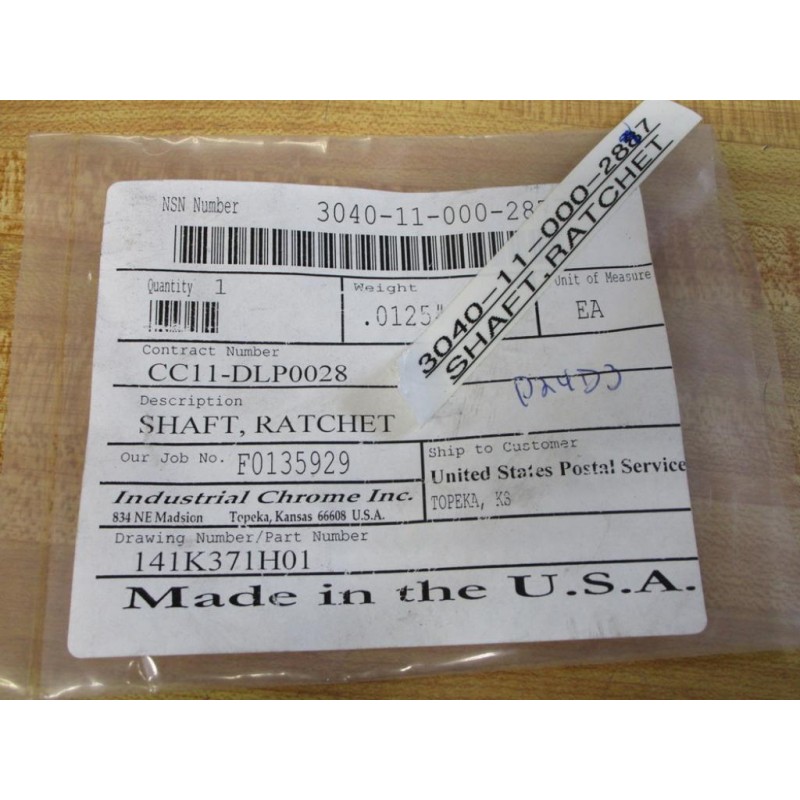 NSN Number 3040-11-000-28
3040-11-000-2887
SHAFT, RATCHET
Quantity 1
Weight
.0125#
Unit of Measure
EA
Contract Number
CC11-DLP0028
Description
SHAFT, RATCHET
Our Job No. F0135929
Ship to Customer
United States Postal Service
TOPEKA, KS
Industrial Chrome Inc.
834 NE Madsion Topeka, Kansas 66608 U.S.A.
Drawing Number/Part Number
141K371H01
Made in the U.S.A.